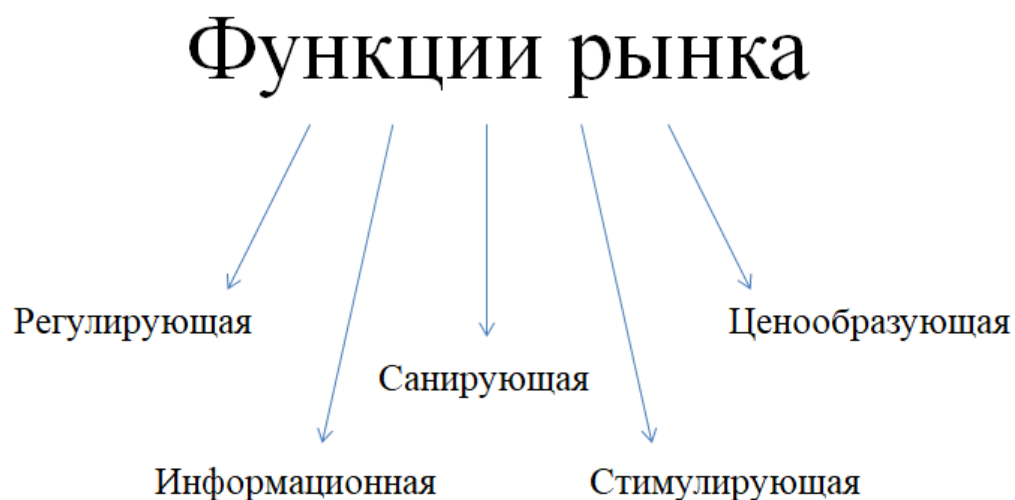 Функции рынка
Регулирующая
Ценообразующая
Санирующая
Информационная
Стимулирующая